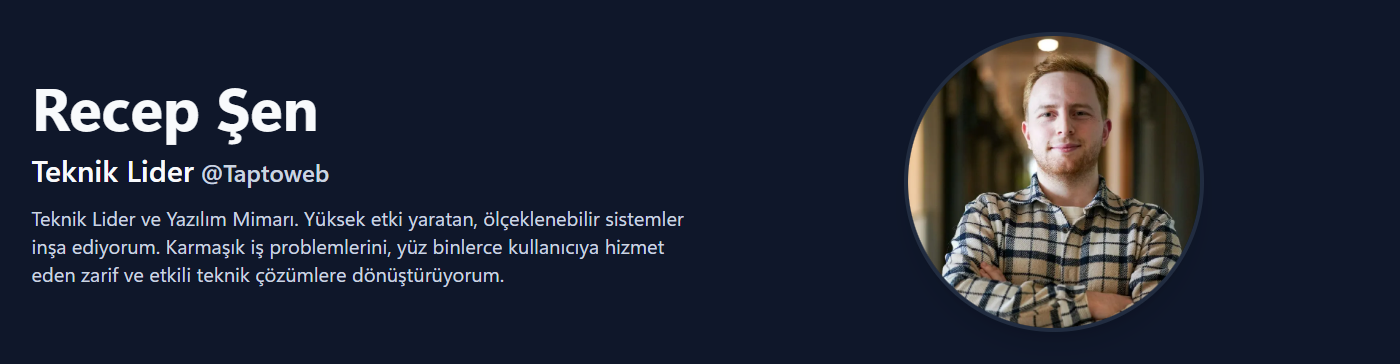 Recep Şen
Teknik Lider @Taptoweb
Teknik Lider ve Yazılım Mimarı. Yüksek etki yaratan, ölçeklenebilir sistemler
inşa ediyorum. Karmaşık iş problemlerini, yüz binlerce kullanıcıya hizmet
eden zarif ve etkili teknik çözümlere dönüştürüyorum.